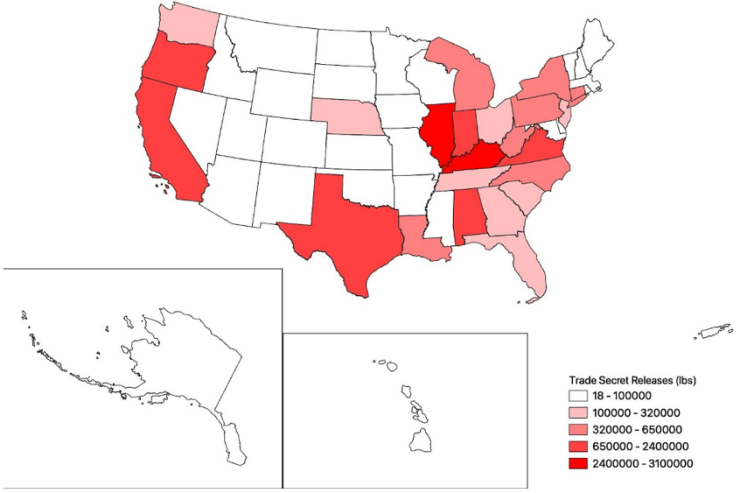 Trade Secret Releases (lbs)
18 - 100000
100000 - 320000
320000 - 650000
650000 - 2400000
2400000 - 3100000